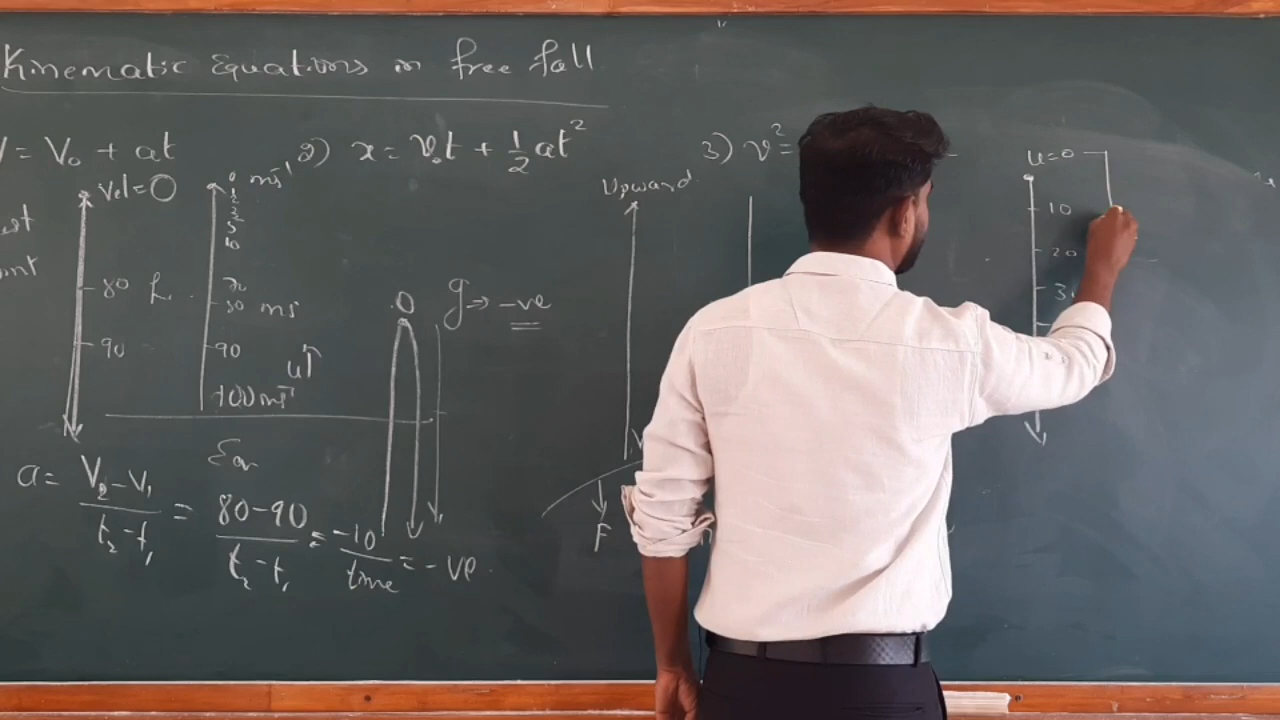 Kinematic Equations in free fall
V = V₀ + at
2) x = v₀t + ½at²
3) v² =
Vel = 0
80
90
0
ms⁻¹
10
30 ms
90
100 ms⁻¹
u↑
0
g → -ve
Upward
F
u = 0
10
20
a = V₂ - V₁ / t₂ - t₁ = 80 - 90 / t₂ - t₁ = -10 / time = -ve